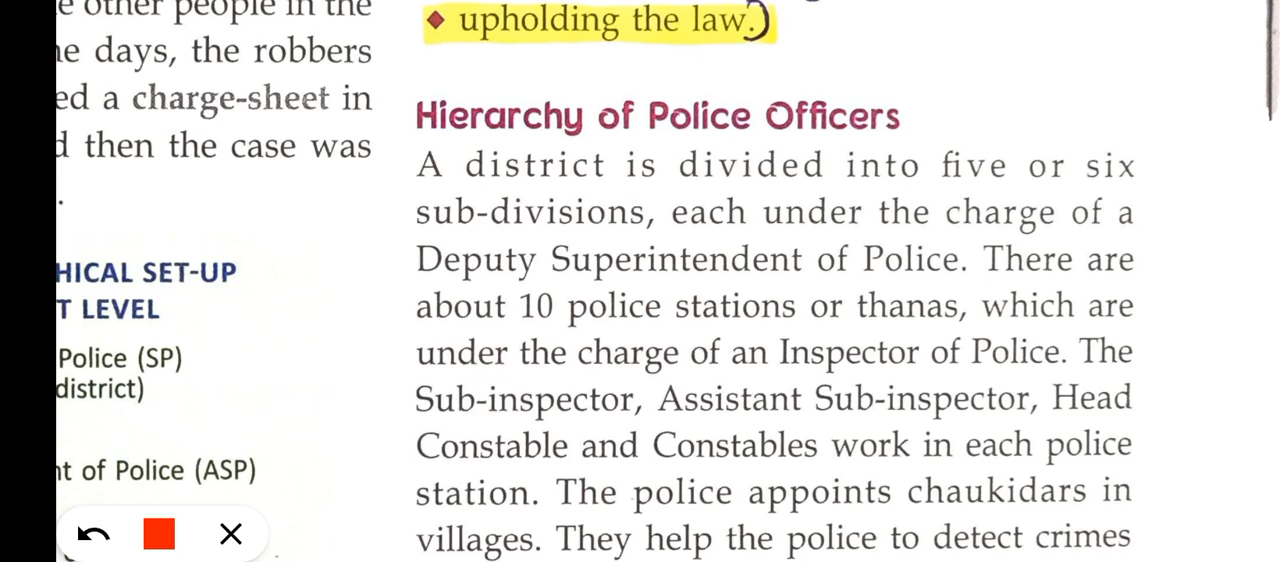 e other people in the
he days, the robbers
ed a charge-sheet in
d then the case was
.
HICAL SET-UP
T LEVEL
Police (SP)
district)
nt of Police (ASP)
upholding the law.)
Hierarchy of Police Officers
A district is divided into five or six
sub-divisions, each under the charge of a
Deputy Superintendent of Police. There are
about 10 police stations or thanas, which are
under the charge of an Inspector of Police. The
Sub-inspector, Assistant Sub-inspector, Head
Constable and Constables work in each police
station. The police appoints chaukidars in
villages. They help the police to detect crimes